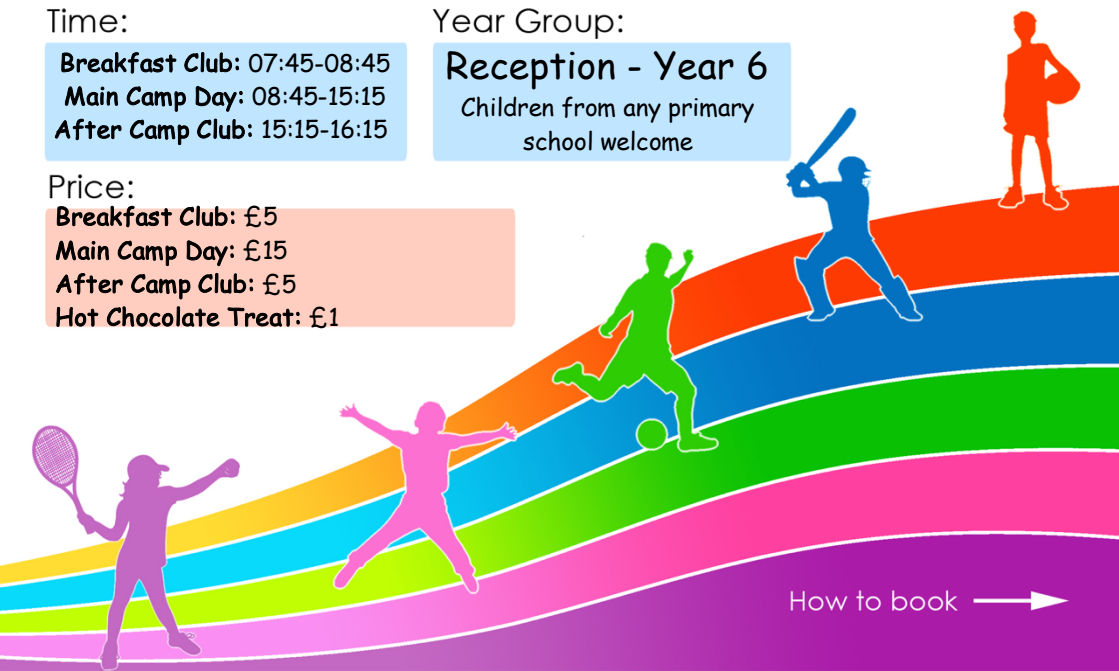 Time:
Breakfast Club: 07:45-08:45
Main Camp Day: 08:45-15:15
After Camp Club: 15:15-16:15
Year Group:
Reception - Year 6
Children from any primary
school welcome
Price:
Breakfast Club: £5
Main Camp Day: £15
After Camp Club: £5
Hot Chocolate Treat: £1
How to book